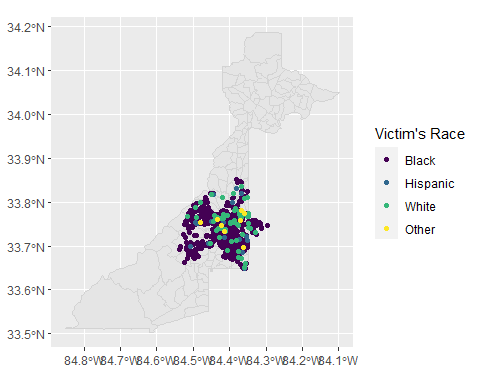 34.2°N
34.1°N
34.0°N
33.9°N
33.8°N
33.7°N
33.6°N
33.5°N
84.8°W84.7°W84.6°W84.5°W84.4°W84.3°W84.2°W84.1°W
Victim's Race
Black
Hispanic
White
Other